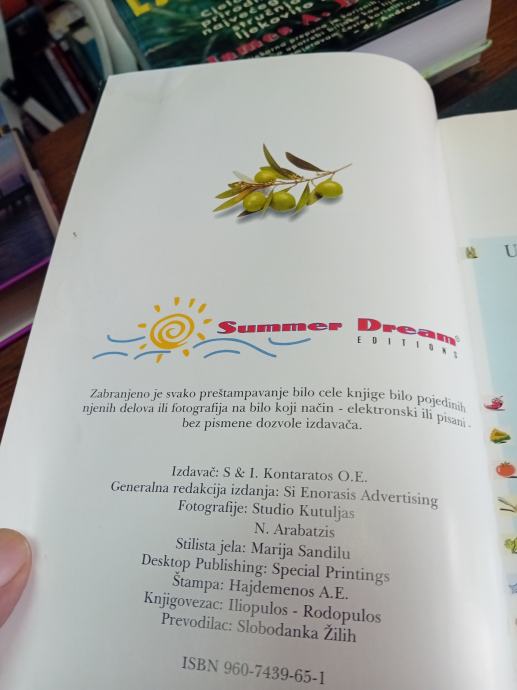 Summer Dream
EDITIONS
Zabranjeno je svako preštampavanje bilo cele knjige bilo pojedinih
njenih delova ili fotografija na bilo koji način - elektronski ili pisani -
bez pismene dozvole izdavača.
Izdavač: S & I. Kontaratos O.E.
Generalna redakcija izdanja: Si Enorasis Advertising
Fotografije: Studio Kutuljas
N. Arabatzis
Stilista jela: Marija Sandilu
Desktop Publishing: Special Printings
Štampa: Hajdemenos A.E.
Knjigovezac: Iliopulos - Rodopulos
Prevodilac: Slobodanka Žilih
ISBN 960-7439-65-1